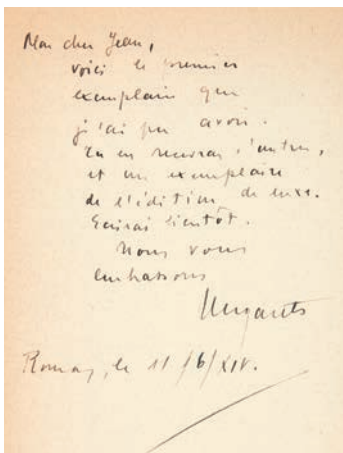 Mon cher Jean,
voici le premier
exemplaire que
j'ai pu avoir.
Tu en recevras l'autre,
et un exemplaire
de l'édition de luxe.
Ecrirai bientôt.
Nous vous
embrassons
Ungaretti
Roma, le 11/6/XIV.